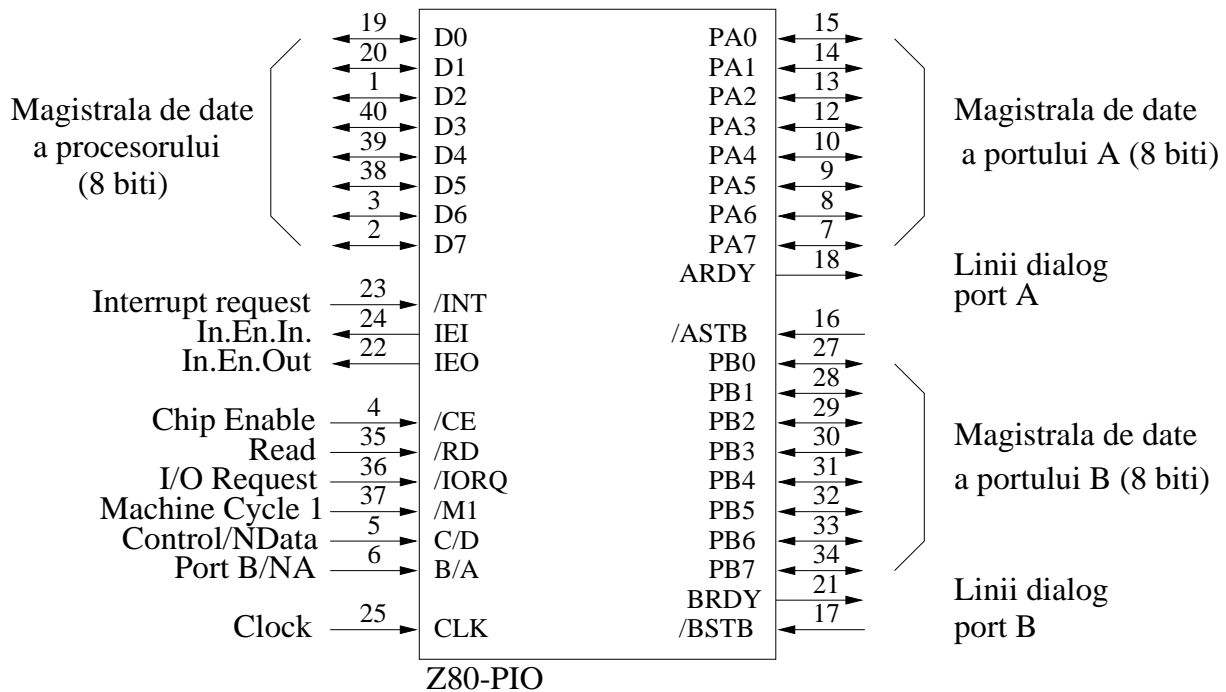 19 D0 PA0 15
20 D1 PA1 14
1 D2 PA2 13
Magistrala de date 40 D3 PA3 12 Magistrala de date
a procesorului 39 D4 PA4 10 a portului A (8 biti)
(8 biti) 38 D5 PA5 9
3 D6 PA6 8
2 D7 PA7 7
ARDY 18 Linii dialog
port A
Interrupt request 23 /INT
In.En.In. 24 IEI /ASTB 16
In.En.Out 22 IEO PB0 27
PB1 28
Chip Enable 4 /CE PB2 29
Read 35 /RD PB3 30 Magistrala de date
I/O Request 36 /IORQ PB4 31 a portului B (8 biti)
Machine Cycle 1 37 /M1 PB5 32
Control/NData 5 C/D PB6 33
Port B/NA 6 B/A PB7 34
BRDY 21 Linii dialog
Clock 25 CLK /BSTB 17 port B
Z80-PIO